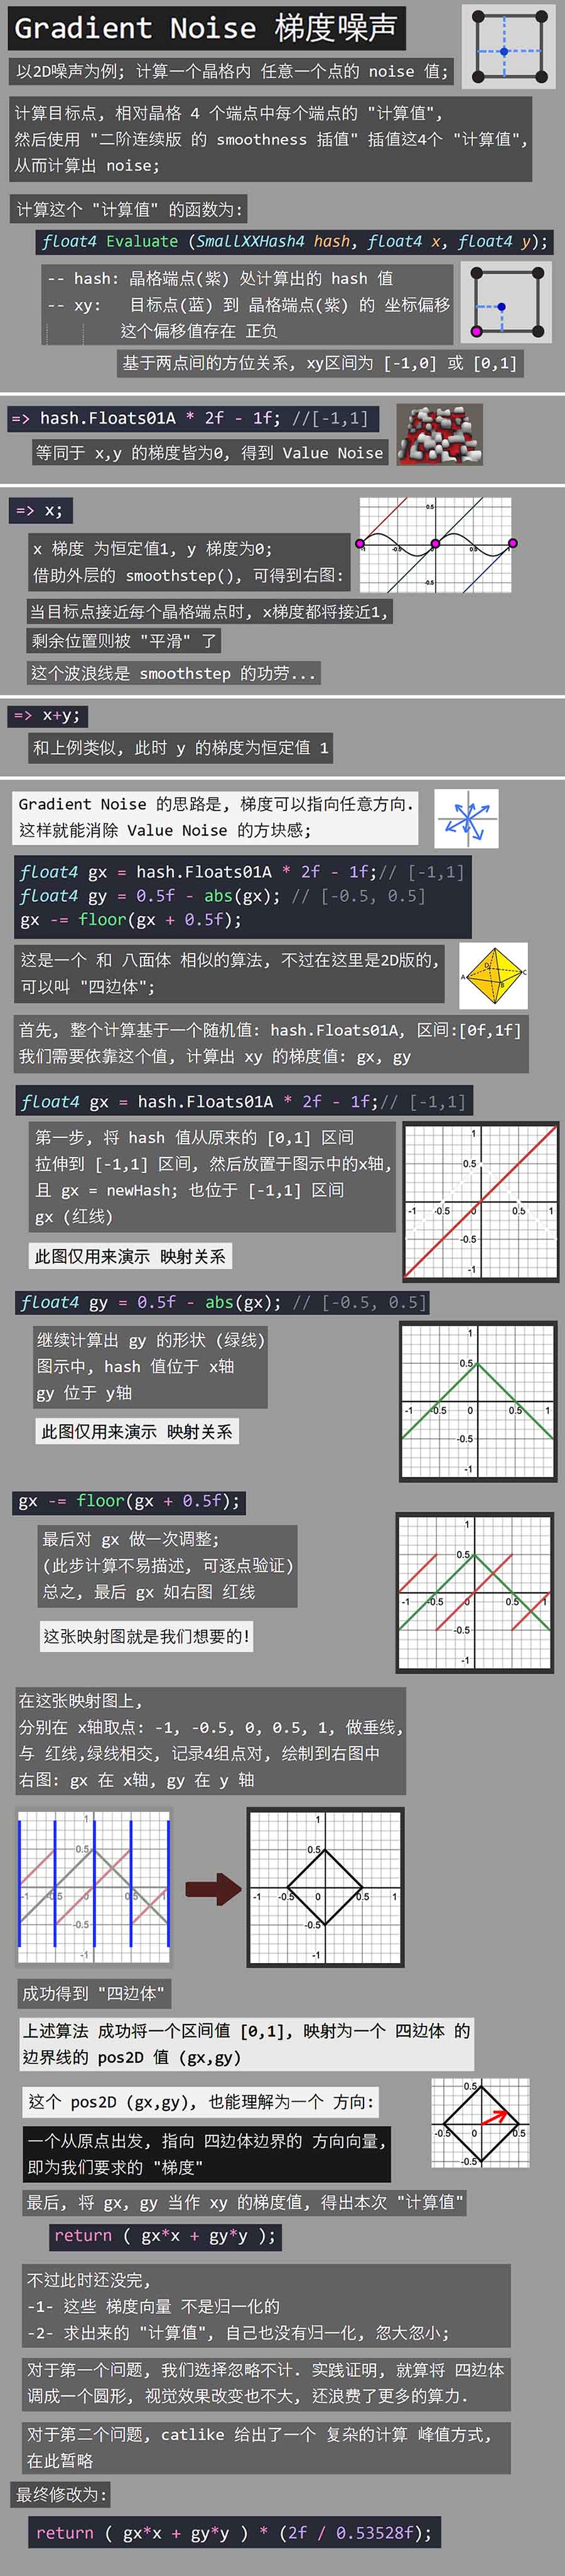 Gradient Noise 梯度噪声
以2D噪声为例; 计算一个晶格内 任意一个点的 noise 值;
计算目标点, 相对晶格 4 个端点中每个端点的 "计算值",
然后使用 "二阶连续版 的 smoothness 插值" 插值这4个 "计算值",
从而计算出 noise;
计算这个 "计算值" 的函数为:
float4 Evaluate (SmallXXHash4 hash, float4 x, float4 y);
-- hash: 晶格端点(紫) 处计算出的 hash 值
-- xy: 目标点(蓝) 到 晶格端点(紫) 的 坐标偏移
这个偏移值存在 正负
基于两点间的方位关系, xy区间为 [-1,0] 或 [0,1]
=> hash.Floats01A * 2f - 1f; //[-1,1]
等同于 x,y 的梯度皆为0, 得到 Value Noise
=> x;
x 梯度 为恒定值1, y 梯度为0;
借助外层的 smoothstep(), 可得到右图:
0.5
-1 -0.5 0 0.5 1
-0.5
当目标点接近每个晶格端点时, x梯度都将接近1,
剩余位置则被 "平滑" 了
这个波浪线是 smoothstep 的功劳...
=> x+y;
和上例类似, 此时 y 的梯度为恒定值 1
Gradient Noise 的思路是, 梯度可以指向任意方向.
这样就能消除 Value Noise 的方块感;
float4 gx = hash.Floats01A * 2f - 1f;// [-1,1]
float4 gy = 0.5f - abs(gx); // [-0.5, 0.5]
gx -= floor(gx + 0.5f);
这是一个 和 八面体 相似的算法, 不过在这里是2D版的,
可以叫 "四边体";
A B C D
首先, 整个计算基于一个随机值: hash.Floats01A, 区间:[0f,1f]
我们需要依靠这个值, 计算出 xy 的梯度值: gx, gy
float4 gx = hash.Floats01A * 2f - 1f;// [-1,1]
第一步, 将 hash 值从原来的 [0,1] 区间
拉伸到 [-1,1] 区间, 然后放置于图示中的x轴,
且 gx = newHash; 也位于 [-1,1] 区间
gx (红线)
此图仅用来演示 映射关系
1
0.5
-1 -0.5 0 0.5 1
-0.5
-1
float4 gy = 0.5f - abs(gx); // [-0.5, 0.5]
继续计算出 gy 的形状 (绿线)
图示中, hash 值位于 x轴
gy 位于 y轴
此图仅用来演示 映射关系
1
0.5
-1 -0.5 0 0.5 1
-0.5
-1
gx -= floor(gx + 0.5f);
最后对 gx 做一次调整;
(此步计算不易描述, 可逐点验证)
总之, 最后 gx 如右图 红线
这张映射图就是我们想要的!
1
0.5
-1 -0.5 0 0.5 1
-0.5
-1
在这张映射图上,
分别在 x轴取点: -1, -0.5, 0, 0.5, 1, 做垂线,
与 红线,绿线相交, 记录4组点对, 绘制到右图中
右图: gx 在 x轴, gy 在 y 轴
1
0.5
-1 -0.5 0 0.5 1
-0.5
-1
1
0.5
-1 -0.5 0 0.5 1
-0.5
-1
成功得到 "四边体"
上述算法 成功将一个区间值 [0,1], 映射为一个 四边体 的
边界线的 pos2D 值 (gx,gy)
这个 pos2D (gx,gy), 也能理解为一个 方向:
一个从原点出发, 指向 四边体边界的 方向向量,
即为我们要求的 "梯度"
0.5
-0.5 0 0.5
-0.5
最后, 将 gx, gy 当作 xy 的梯度值, 得出本次 "计算值"
return ( gx*x + gy*y );
不过此时还没完,
-1- 这些 梯度向量 不是归一化的
-2- 求出来的 "计算值", 自己也没有归一化, 忽大忽小;
对于第一个问题, 我们选择忽略不计. 实践证明, 就算将 四边体
调成一个圆形, 视觉效果改变也不大, 还浪费了更多的算力.
对于第二个问题, catlike 给出了一个 复杂的计算 峰值方式,
在此暂略
最终修改为:
return ( gx*x + gy*y ) * (2f / 0.53528f);